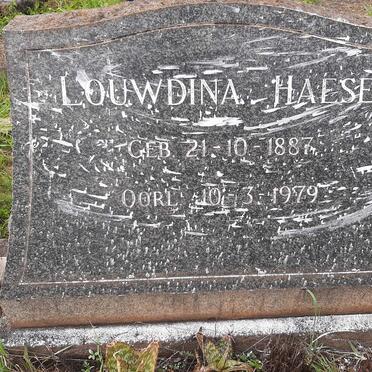 LOUWDINA HAESE
GEB 21-10-1887
OORL 10-3-1979